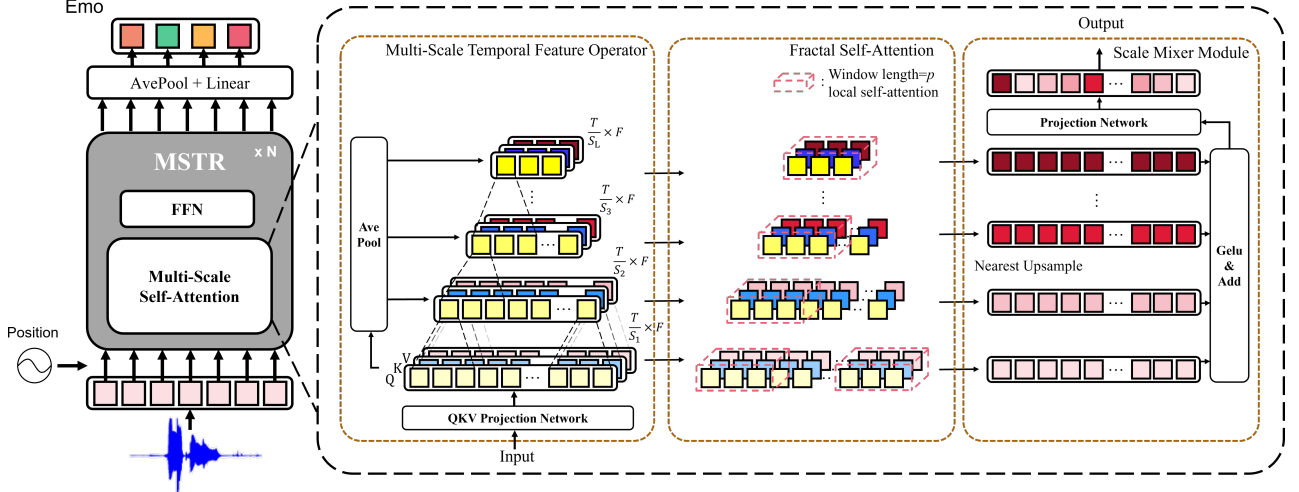 Emo
AvePool + Linear
MSTR
x N
FFN
Multi-Scale
Self-Attention
Position
Multi-Scale Temporal Feature Operator
T/S_L × F
T/S_3 × F
T/S_2 × F
T/S_1 × F
Ave
Pool
V
K
Q
QKV Projection Network
Input
Fractal Self-Attention
: Window length=p
local self-attention
Output
Scale Mixer Module
Projection Network
Nearest Upsample
Gelu
&
Add